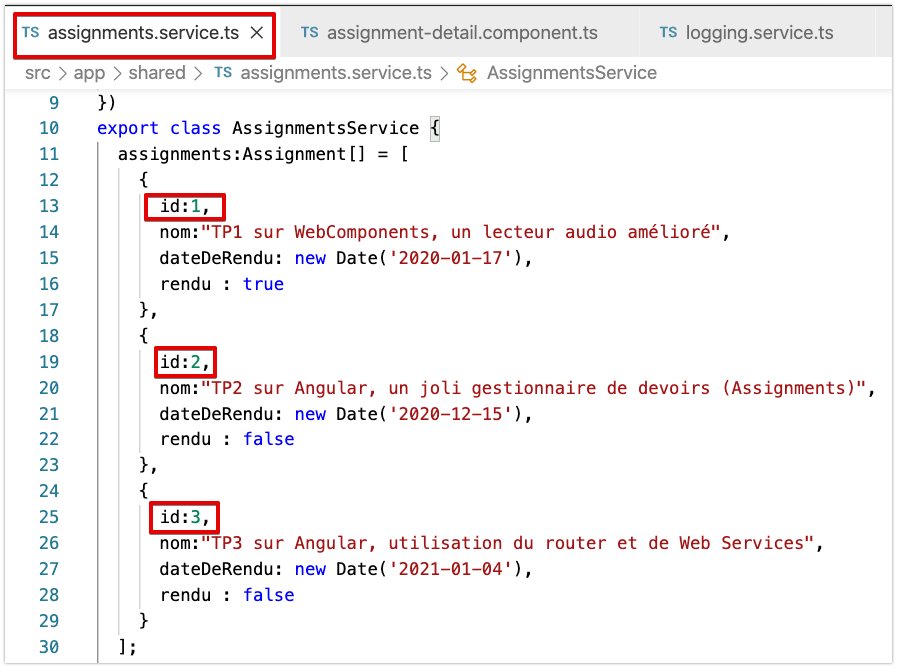 TS assignments.service.ts × TS assignment-detail.component.ts TS logging.service.ts
src > app > shared > TS assignments.service.ts > AssignmentsService
9 })
10 export class AssignmentsService {
11 assignments:Assignment[] = [
12 {
13 id:1,
14 nom:"TP1 sur WebComponents, un lecteur audio amélioré",
15 dateDeRendu: new Date('2020-01-17'),
16 rendu : true
17 },
18 {
19 id:2,
20 nom:"TP2 sur Angular, un joli gestionnaire de devoirs (Assignments)",
21 dateDeRendu: new Date('2020-12-15'),
22 rendu : false
23 },
24 {
25 id:3,
26 nom:"TP3 sur Angular, utilisation du router et de Web Services",
27 dateDeRendu: new Date('2021-01-04'),
28 rendu : false
29 }
30 ];